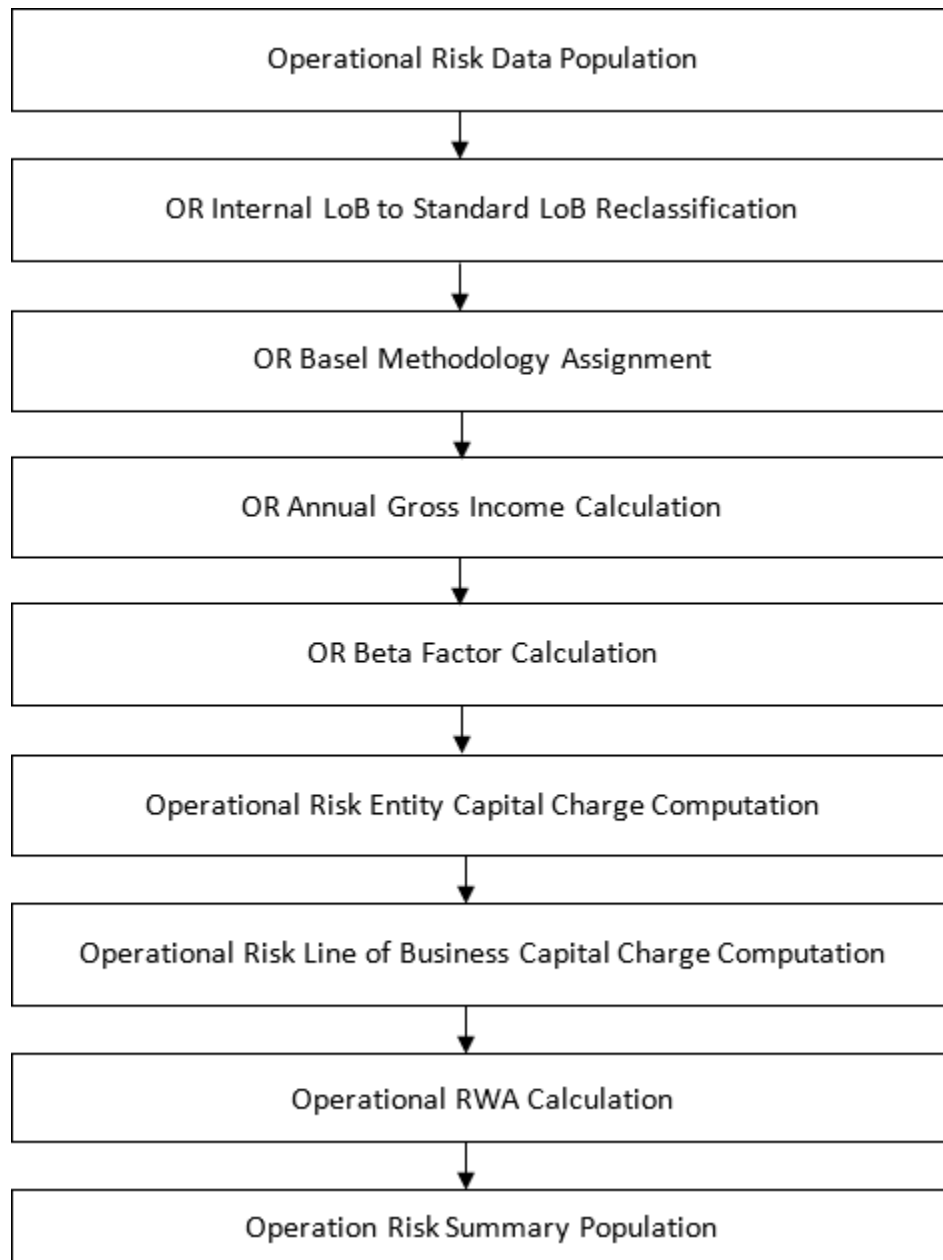 Operational Risk Data Population
OR Internal LoB to Standard LoB Reclassification
OR Basel Methodology Assignment
OR Annual Gross Income Calculation
OR Beta Factor Calculation
Operational Risk Entity Capital Charge Computation
Operational Risk Line of Business Capital Charge Computation
Operational RWA Calculation
Operation Risk Summary Population